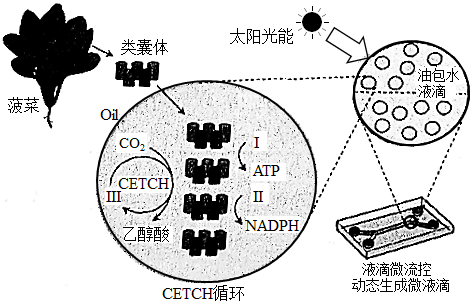 类囊体
太阳光能
菠菜
油包水
液滴
Oil
CO₂
I
ATP
CETCH
III
II
乙醇酸
NADPH
CETCH循环
液滴微流控
动态生成微液滴